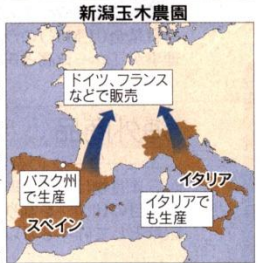 新潟玉木農園
ドイツ、フランス
などで販売
バスク州
で生産
スペイン
イタリア
イタリアで
も生産